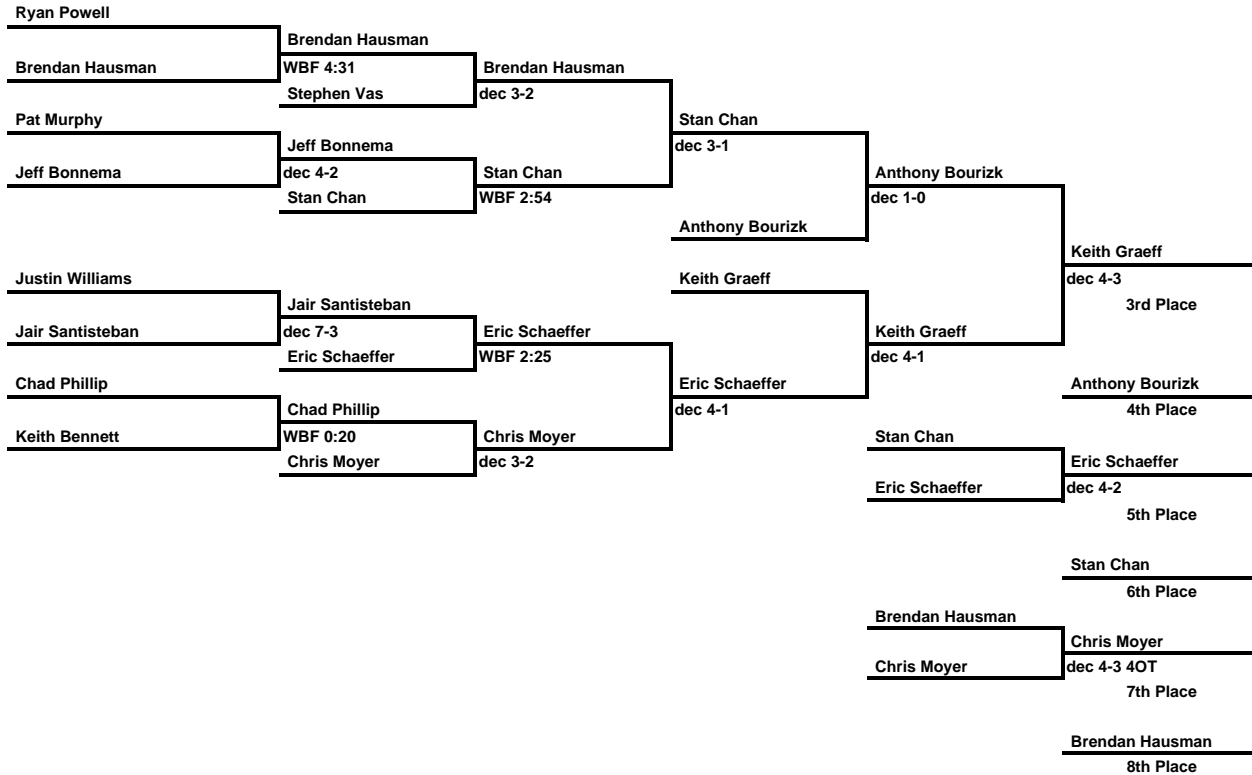 Ryan Powell
Brendan Hausman
Brendan Hausman
WBF 4:31
Brendan Hausman
Stephen Vas
dec 3-2
Pat Murphy
Stan Chan
dec 3-1
Jeff Bonnema
Jeff Bonnema
dec 4-2
Stan Chan
Anthony Bourizk
Stan Chan
WBF 2:54
dec 1-0
Anthony Bourizk
Keith Graeff
Justin Williams
Keith Graeff
dec 4-3
Jair Santisteban
3rd Place
Jair Santisteban
dec 7-3
Eric Schaeffer
Keith Graeff
Eric Schaeffer
WBF 2:25
dec 4-1
Chad Phillip
Eric Schaeffer
Anthony Bourizk
Chad Phillip
dec 4-1
4th Place
Keith Bennett
WBF 0:20
Chris Moyer
Stan Chan
Chris Moyer
dec 3-2
Eric Schaeffer
Eric Schaeffer
dec 4-2
5th Place
Stan Chan
6th Place
Brendan Hausman
Chris Moyer
Chris Moyer
dec 4-3 4OT
7th Place
Brendan Hausman
8th Place